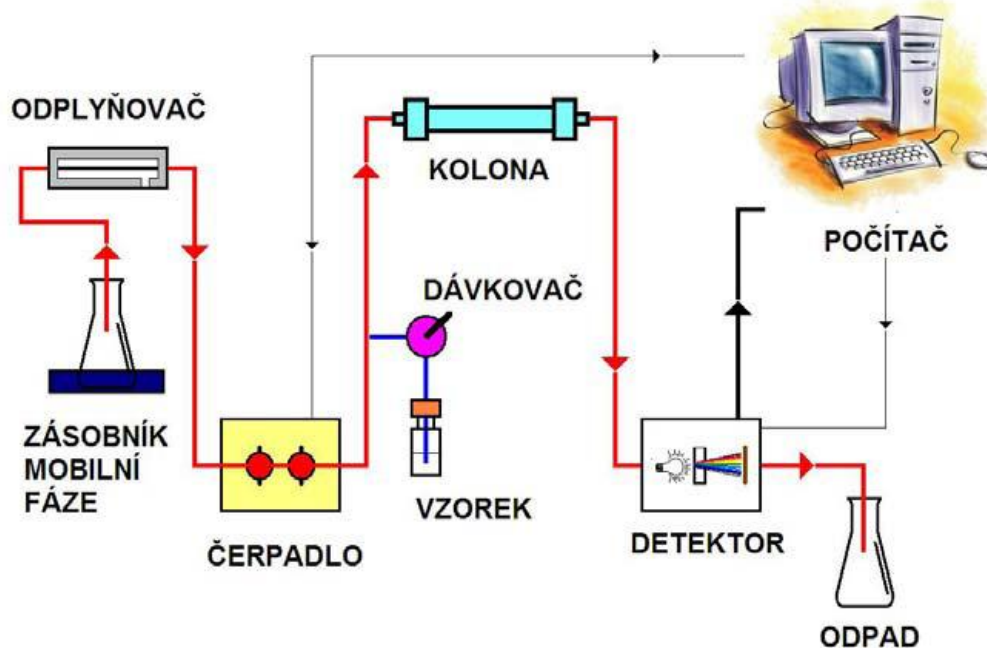 ODPLYŇOVAČ
KOLONA
POČÍTAČ
DÁVKOVAČ
ZÁSOBNÍK
MOBILNÍ
FÁZE
VZOREK
ČERPADLO
DETEKTOR
ODPAD